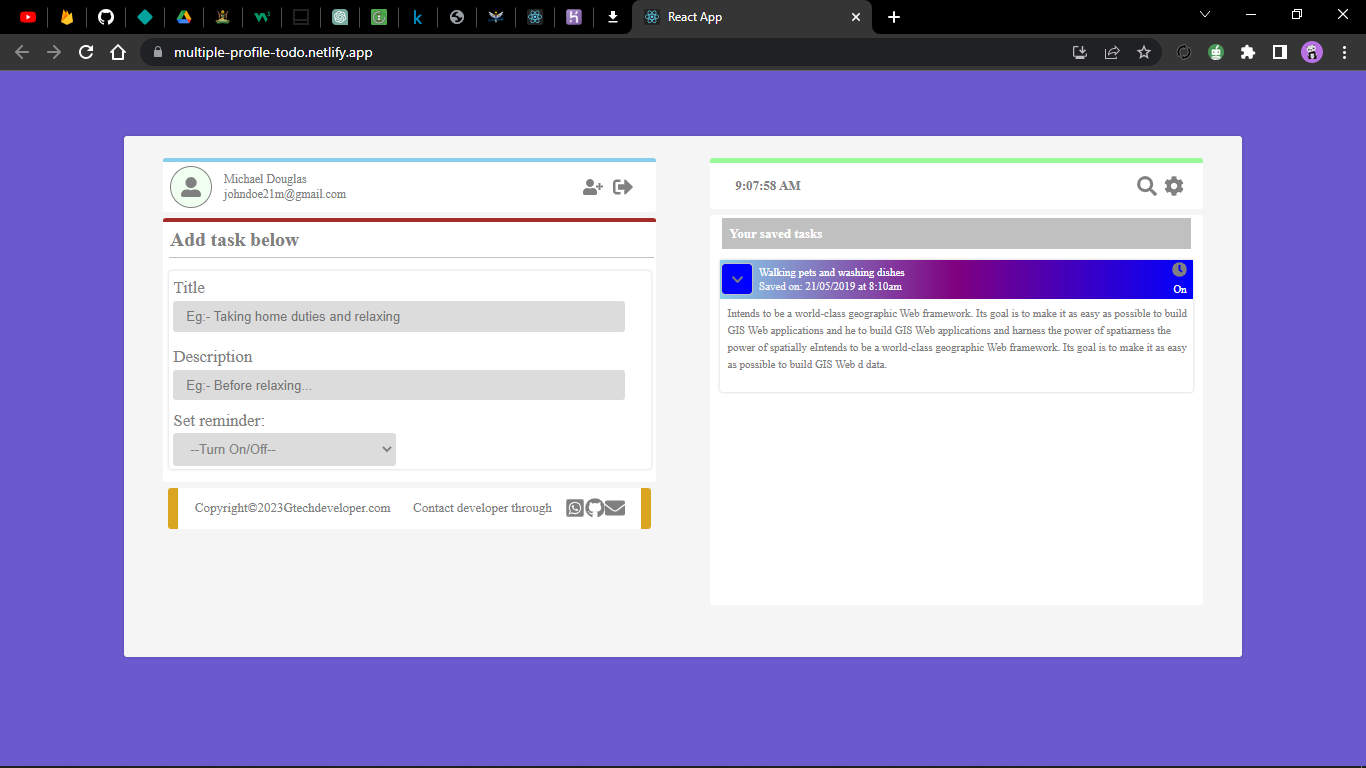 React App
multiple-profile-todo.netlify.app
Michael Douglas
johndoe21m@gmail.com
Add task below
Title
Eg:- Taking home duties and relaxing
Description
Eg:- Before relaxing...
Set reminder:
--Turn On/Off--
Copyright©2023Gtechdeveloper.com Contact developer through
9:07:58 AM
Your saved tasks
Walking pets and washing dishes
Saved on: 21/05/2019 at 8:10am
On
Intends to be a world-class geographic Web framework. Its goal is to make it as easy as possible to build
GIS Web applications and he to build GIS Web applications and harness the power of spatiarness the
power of spatially eIntends to be a world-class geographic Web framework. Its goal is to make it as easy
as possible to build GIS Web d data.